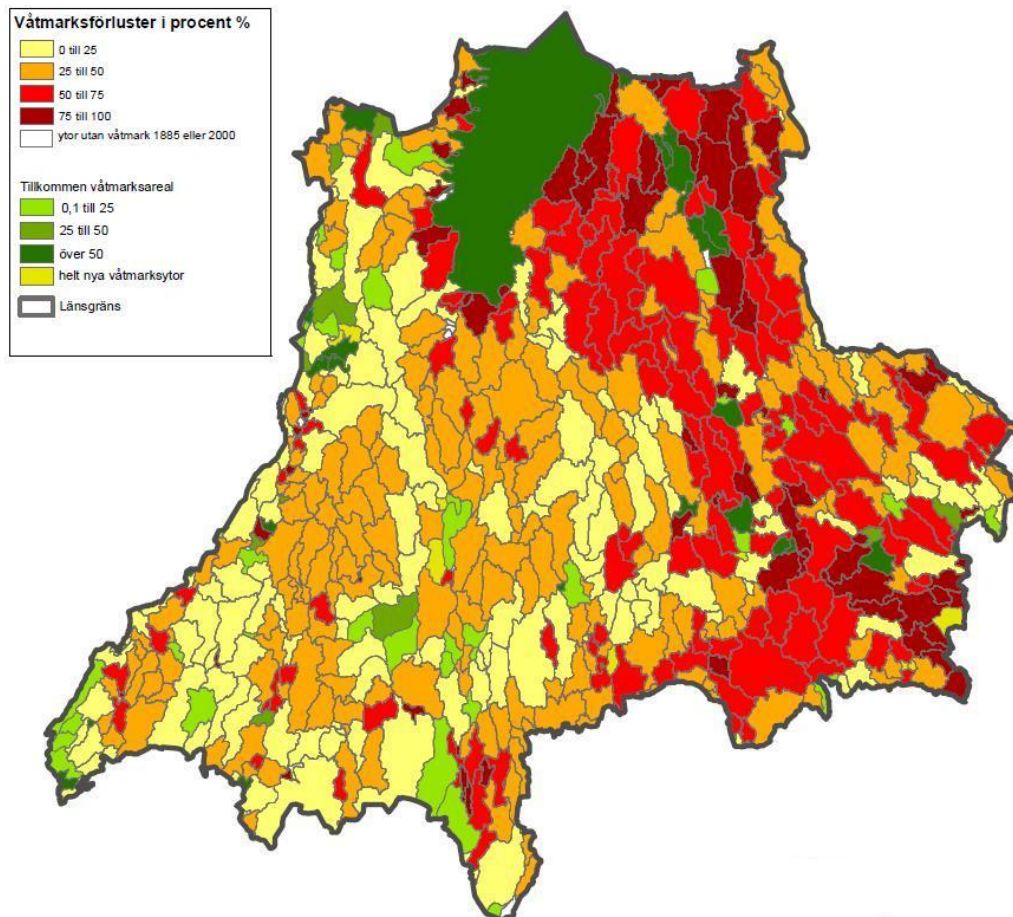 Våtmarksförluster i procent %
0 till 25
25 till 50
50 till 75
75 till 100
ytor utan våtmark 1885 eller 2000
Tillkommen våtmarksareal
0,1 till 25
25 till 50
över 50
helt nya våtmarksytor
Länsgräns